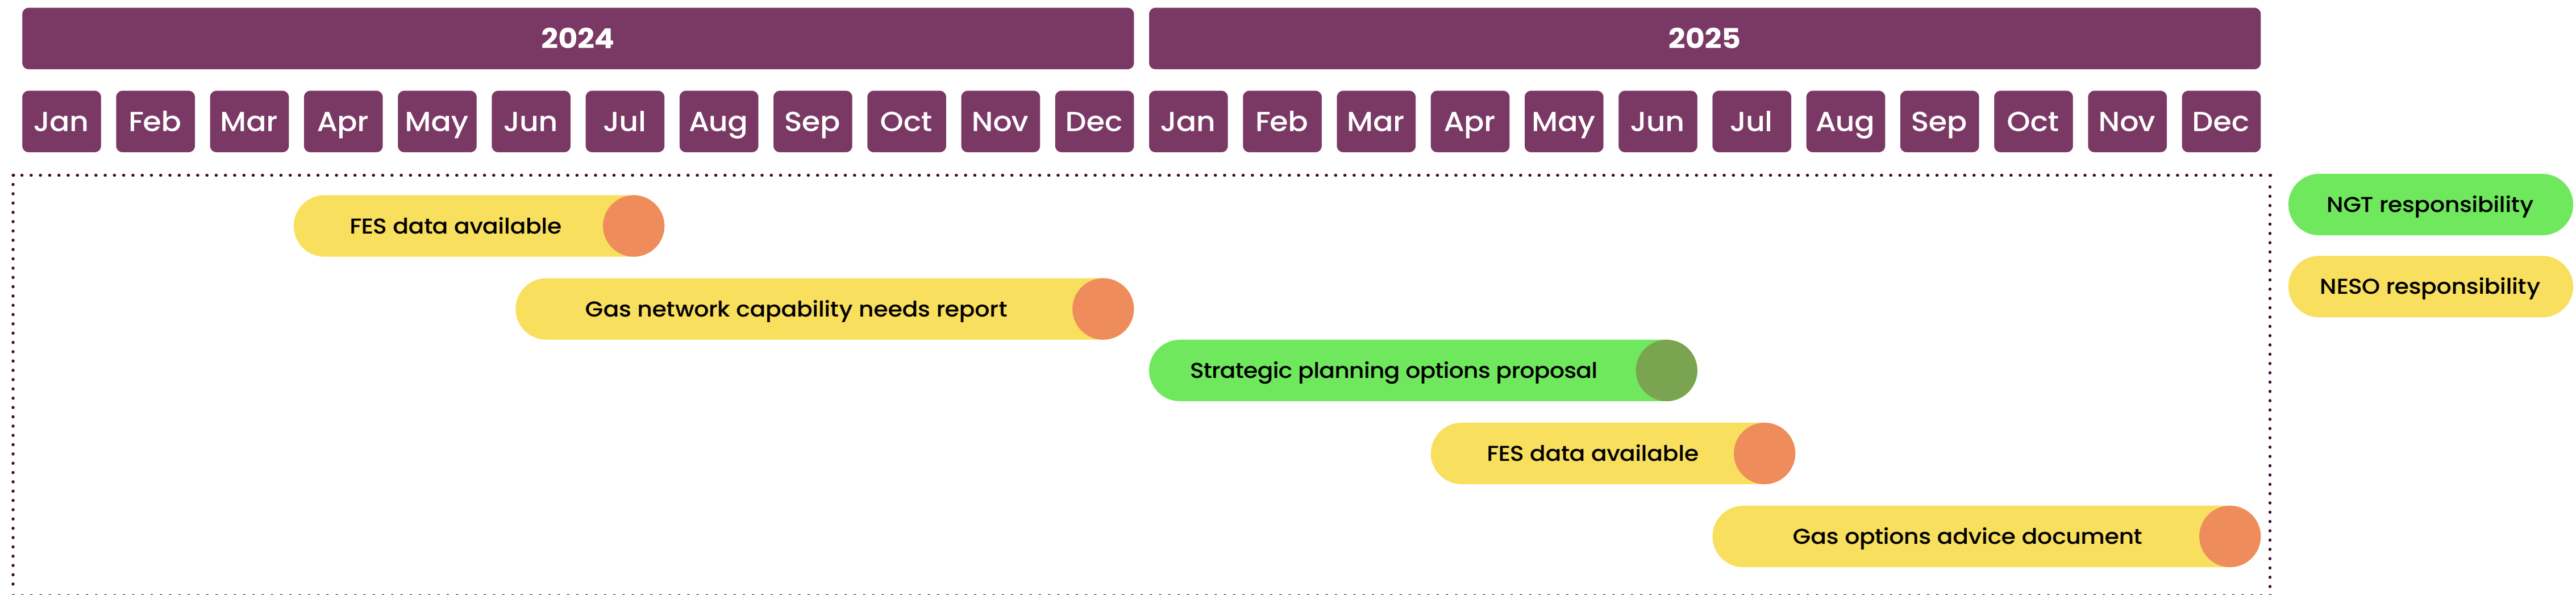 2024
2025
Jan Feb Mar Apr May Jun Jul Aug Sep Oct Nov Dec Jan Feb Mar Apr May Jun Jul Aug Sep Oct Nov Dec
FES data available
Gas network capability needs report
Strategic planning options proposal
FES data available
Gas options advice document
NGT responsibility
NESO responsibility